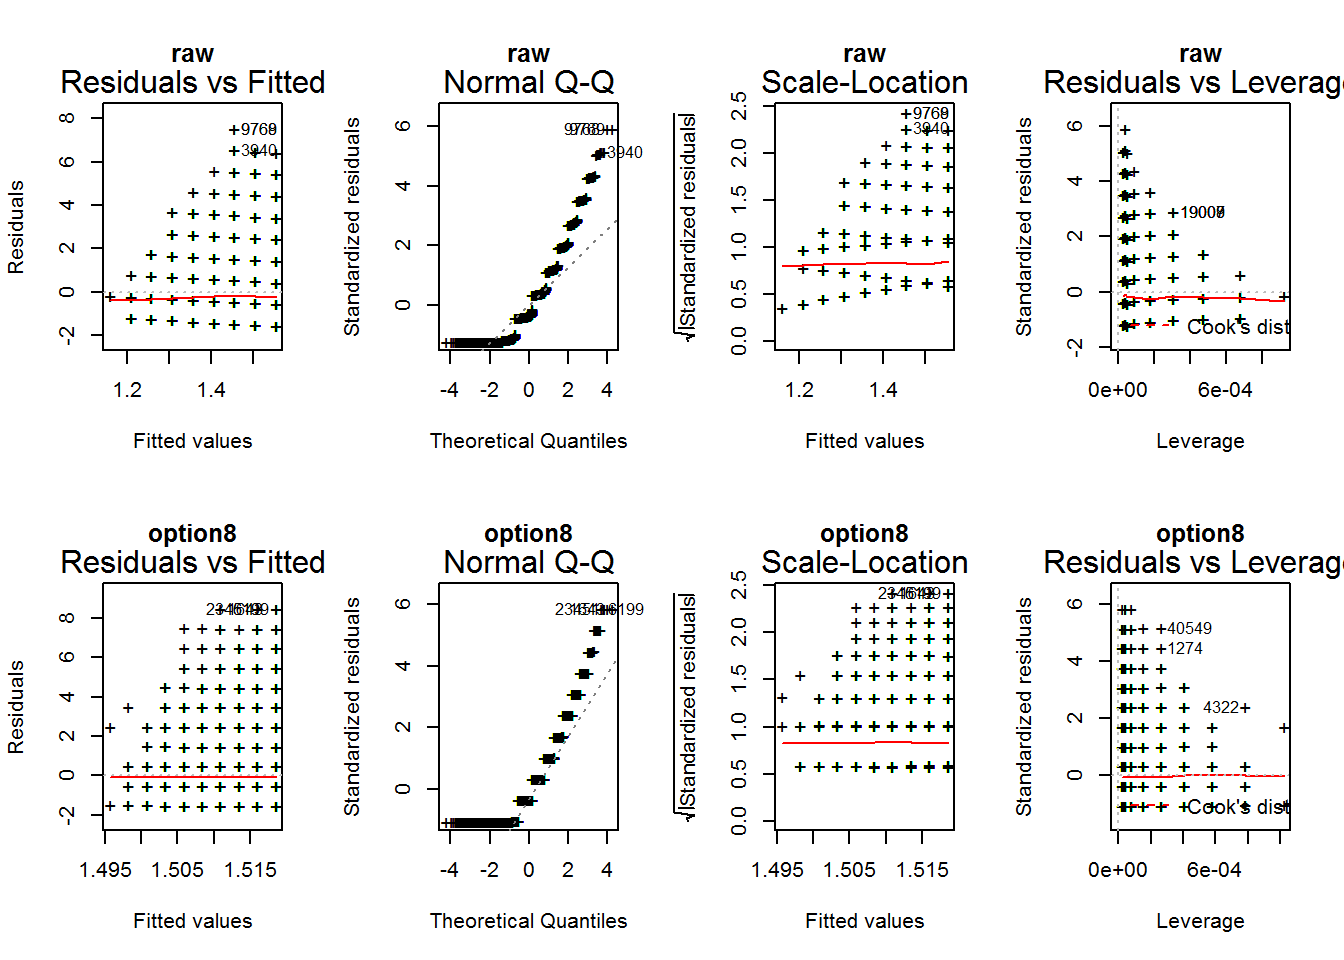 raw
Residuals vs Fitted
Residuals
8
6
4
2
0
-2
9769
3940
1.2
1.4
Fitted values
raw
Normal Q-Q
Standardized residuals
6
4
2
0
3940
-4
-2
0
2
4
Theoretical Quantiles
raw
Scale-Location
√|Standardized residuals|
2.5
2.0
1.5
1.0
0.5
0.0
9769
3940
1.2
1.4
Fitted values
raw
Residuals vs Leverage
Standardized residuals
6
4
2
0
-2
Cook's dist
0e+00
6e-04
Leverage
option8
Residuals vs Fitted
Residuals
8
6
4
2
0
-2
1.495
1.505
1.515
Fitted values
option8
Normal Q-Q
Standardized residuals
6
4
2
0
-4
-2
0
2
4
Theoretical Quantiles
option8
Scale-Location
√|Standardized residuals|
2.5
2.0
1.5
1.0
0.5
0.0
1.495
1.505
1.515
Fitted values
option8
Residuals vs Leverage
Standardized residuals
6
4
2
0
40549
1274
4322
Cook's dist
0e+00
6e-04
Leverage